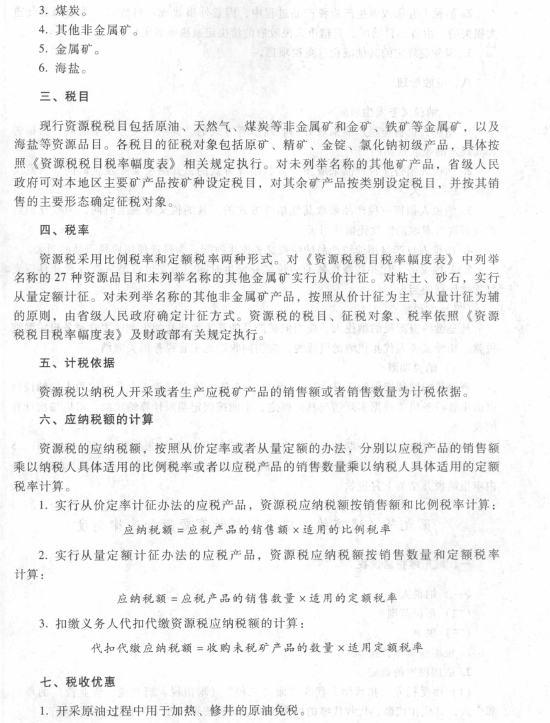 3. 煤炭。
4. 其他非金属矿。
5. 金属矿。
6. 海盐。
三、税目
现行资源税税目包括原油、天然气、煤炭等非金属矿和金矿、铁矿等金属矿，以及
海盐等资源品目。各税目的征税对象包括原矿、精矿、金锭、氯化钠初级产品，具体按
照《资源税税目税率幅度表》相关规定执行。对未列举名称的其他矿产品，省级人民
政府可对本地区主要矿产品按矿种设定税目，对其余矿产品按类别设定税目，并按其销
售的主要形态确定征税对象。
四、税率
资源税采用比例税率和定额税率两种形式。对《资源税税目税率幅度表》中列举
名称的 27 种资源品目和未列举名称的其他金属矿实行从价计征。对粘土、砂石，实行
从量定额计征。对未列举名称的其他非金属矿产品，按照从价计征为主、从量计征为辅
的原则，由省级人民政府确定计征方式。资源税的税目、征税对象、税率依照《资源
税税目税率幅度表》及财政部有关规定执行。
五、计税依据
资源税以纳税人开采或者生产应税矿产品的销售额或者销售数量为计税依据。
六、应纳税额的计算
资源税的应纳税额，按照从价定率或者从量定额的办法，分别以应税产品的销售额
乘以纳税人具体适用的比例税率或者以应税产品的销售数量乘以纳税人具体适用的定额
税率计算。
1. 实行从价定率计征办法的应税产品，资源税应纳税额按销售额和比例税率计算：
应纳税额 = 应税产品的销售额 × 适用的比例税率
2. 实行从量定额计征办法的应税产品，资源税应纳税额按销售数量和定额税率
计算：
应纳税额 = 应税产品的销售数量 × 适用的定额税率
3. 扣缴义务人代扣代缴资源税应纳税额的计算：
代扣代缴应纳税额 = 收购未税矿产品的数量 × 适用定额税率
七、税收优惠
1. 开采原油过程中用于加热、修井的原油免税。